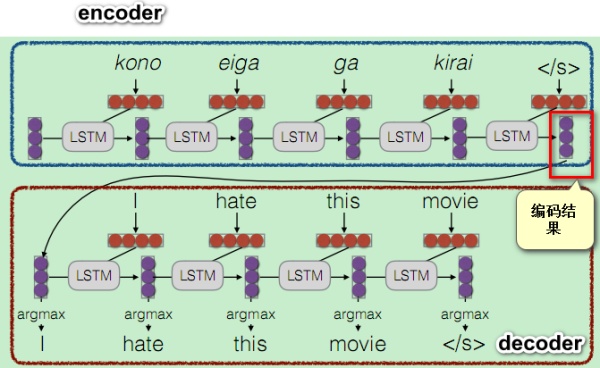 encoder
kono eiga ga kirai </s>
LSTM LSTM LSTM LSTM LSTM
I hate this movie
编码结
果
LSTM LSTM LSTM LSTM
argmax argmax argmax argmax argmax
I hate this movie </s>
decoder